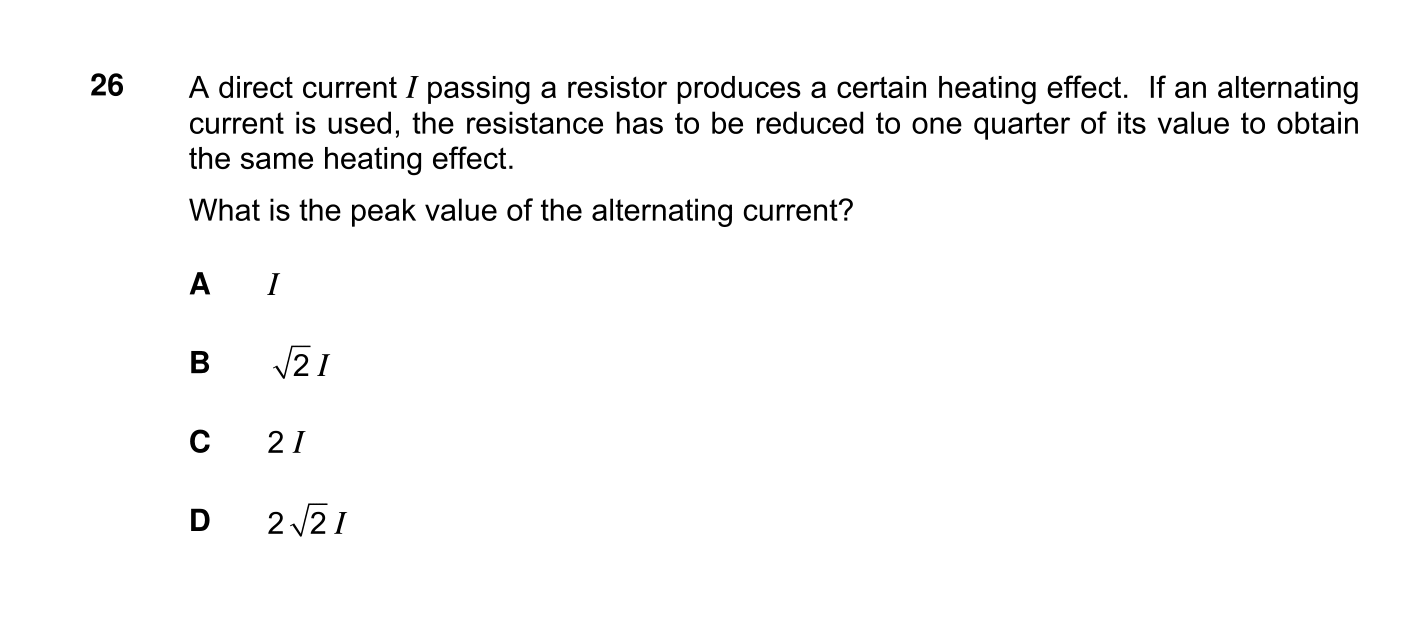 26 A direct current I passing a resistor produces a certain heating effect. If an alternating
current is used, the resistance has to be reduced to one quarter of its value to obtain
the same heating effect.
What is the peak value of the alternating current?
A I
B √2 I
C 2 I
D 2√2 I